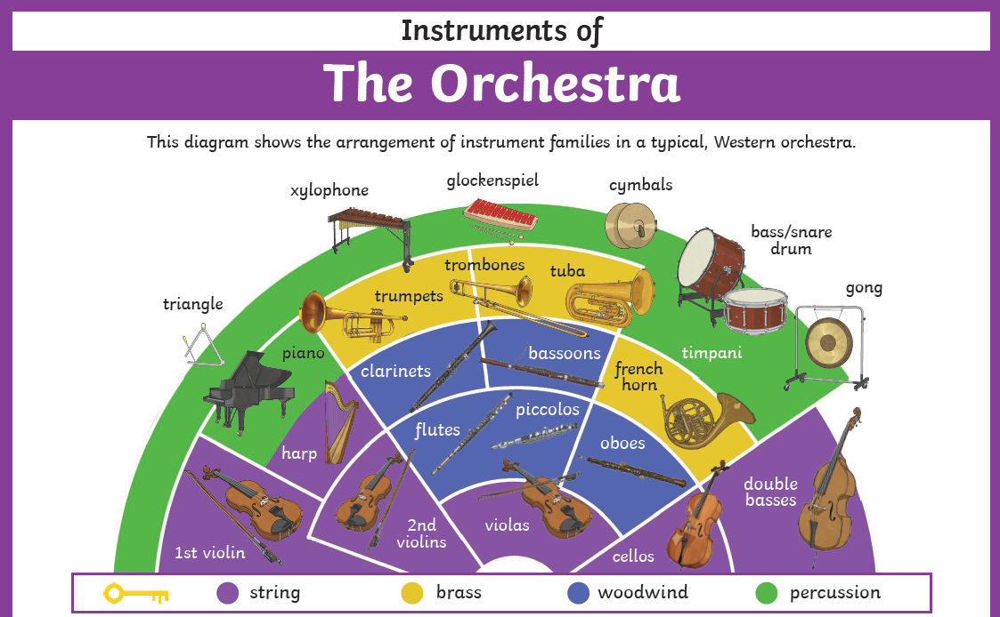 Instruments of
The Orchestra
This diagram shows the arrangement of instrument families in a typical, Western orchestra.
xylophone
glockenspiel
cymbals
bass/snare
drum
triangle
gong
trombones
tuba
trumpets
piano
timpani
clarinets
bassoons
french
horn
flutes
piccolos
oboes
harp
double
basses
1st violin
2nd
violins
violas
cellos
string
brass
woodwind
percussion